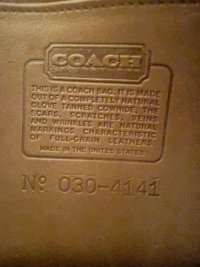 COACH
THIS IS A COACH BAG. IT IS MADE
OUT OF A COMPLETELY NATURAL
GLOVE TANNED COWHIDE, THE
SCARS, SCRATCHES, VEINS
AND WRINKLES ARE NATURAL
MARKINGS CHARACTERISTIC
OF FULL-GRAIN LEATHERS.
MADE IN THE UNITED STATES
No 030-4141